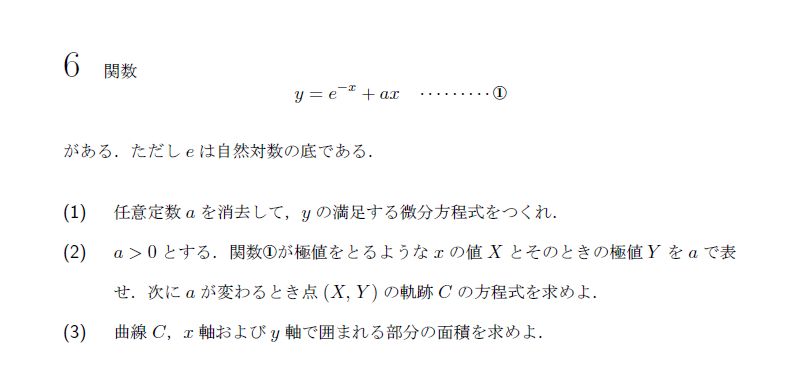 6 関数
y = e^{-x} + ax ·········①
がある．ただし e は自然対数の底である．
(1) 任意定数 a を消去して，y の満足する微分方程式をつくれ．
(2) a > 0 とする．関数①が極値をとるような x の値 X とそのときの極値 Y を a で表
せ．次に a が変わるとき点 (X, Y) の軌跡 C の方程式を求めよ．
(3) 曲線 C，x 軸および y 軸で囲まれる部分の面積を求めよ．